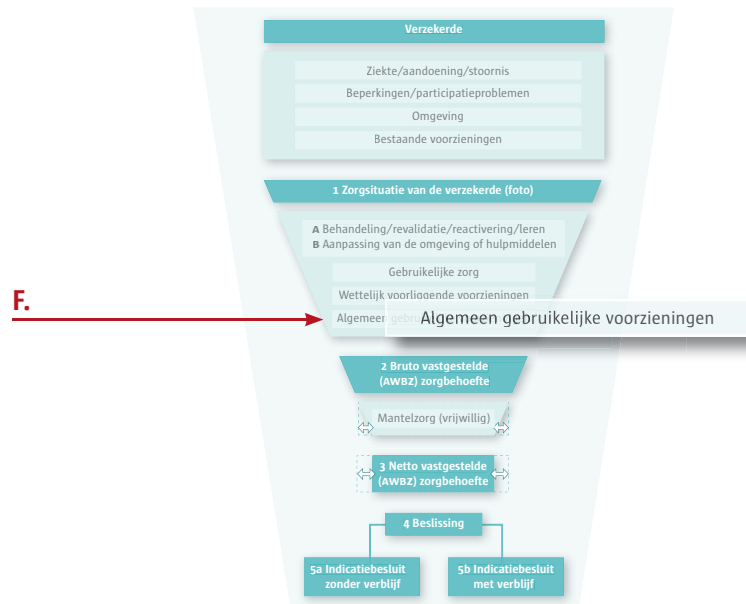 Verzekerde
Ziekte/aandoening/stoornis
Beperkingen/participatieproblemen
Omgeving
Bestaande voorzieningen
1 Zorgsituatie van de verzekerde (foto)
A Behandeling/revalidatie/reactivering/leren
B Aanpassing van de omgeving of hulpmiddelen
Gebruikelijke zorg
Wettelijk voorliggende voorzieningen
F.
Algemeen
Algemeen gebruikelijke voorzieningen
2 Bruto vastgestelde
(AWBZ) zorgbehoefte
Mantelzorg (vrijwillig)
3 Netto vastgestelde
(AWBZ) zorgbehoefte
4 Beslissing
5a Indicatiebesluit
zonder verblijf
5b Indicatiebesluit
met verblijf